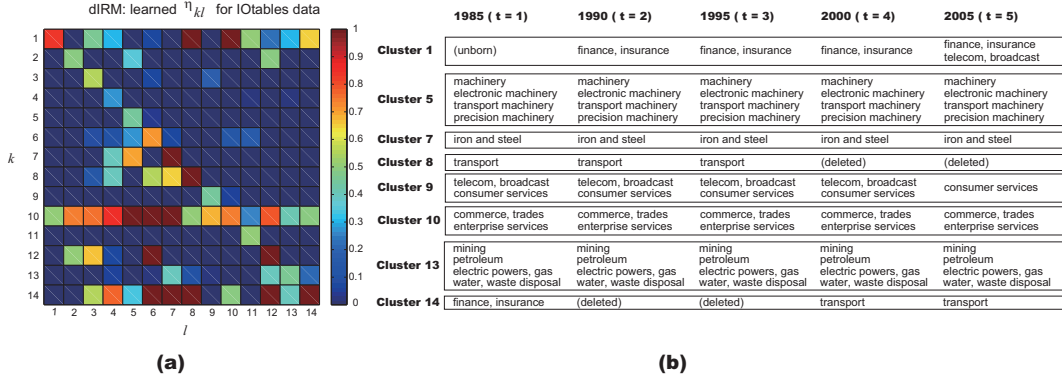 dIRM: learned η kl for IOtables data
1
2
3
4
5
6
7
8
9
10
11
12
13
14
k
1 2 3 4 5 6 7 8 9 10 11 12 13 14
l
1
0.9
0.8
0.7
0.6
0.5
0.4
0.3
0.2
0.1
0
(a)
1985 ( t = 1) 1990 ( t = 2) 1995 ( t = 3) 2000 ( t = 4) 2005 ( t = 5)
Cluster 1 (unborn) finance, insurance finance, insurance finance, insurance finance, insurance
telecom, broadcast
machinery machinery machinery machinery machinery
Cluster 5 electronic machinery electronic machinery electronic machinery electronic machinery electronic machinery
transport machinery transport machinery transport machinery transport machinery transport machinery
precision machinery precision machinery precision machinery precision machinery precision machinery
Cluster 7 iron and steel iron and steel iron and steel iron and steel iron and steel
Cluster 8 transport transport transport (deleted) (deleted)
Cluster 9 telecom, broadcast telecom, broadcast telecom, broadcast telecom, broadcast consumer services
consumer services consumer services consumer services consumer services
Cluster 10 commerce, trades commerce, trades commerce, trades commerce, trades commerce, trades
enterprise services enterprise services enterprise services enterprise services enterprise services
mining mining mining mining mining
Cluster 13 petroleum petroleum petroleum petroleum petroleum
electric powers, gas electric powers, gas electric powers, gas electric powers, gas electric powers, gas
water, waste disposal water, waste disposal water, waste disposal water, waste disposal water, waste disposal
Cluster 14 finance, insurance (deleted) (deleted) transport transport
(b)